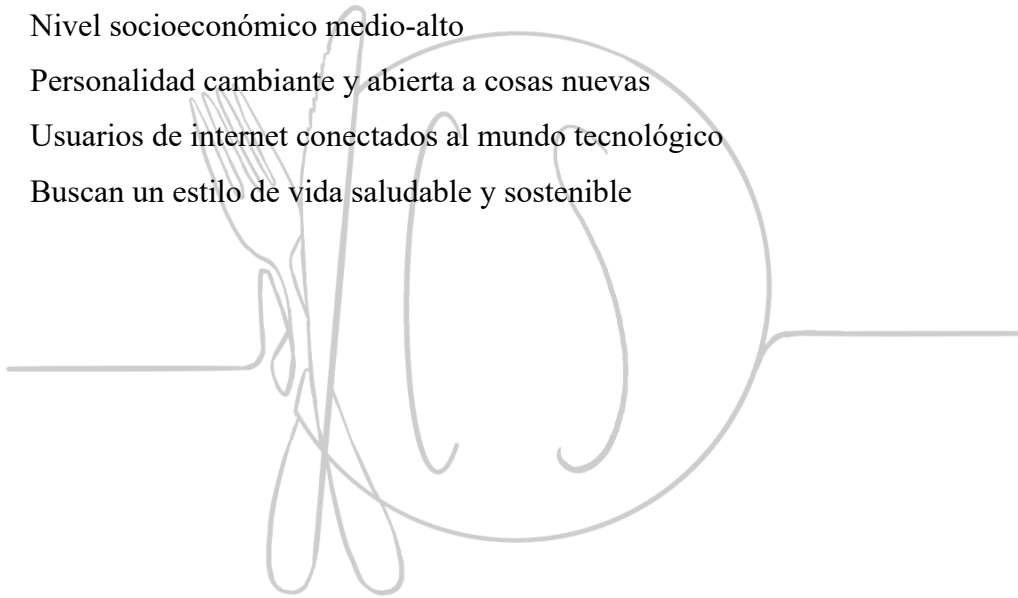 Nivel socioeconómico medio-alto
Personalidad cambiante y abierta a cosas nuevas
Usuarios de internet conectados al mundo tecnológico
Buscan un estilo de vida saludable y sostenible